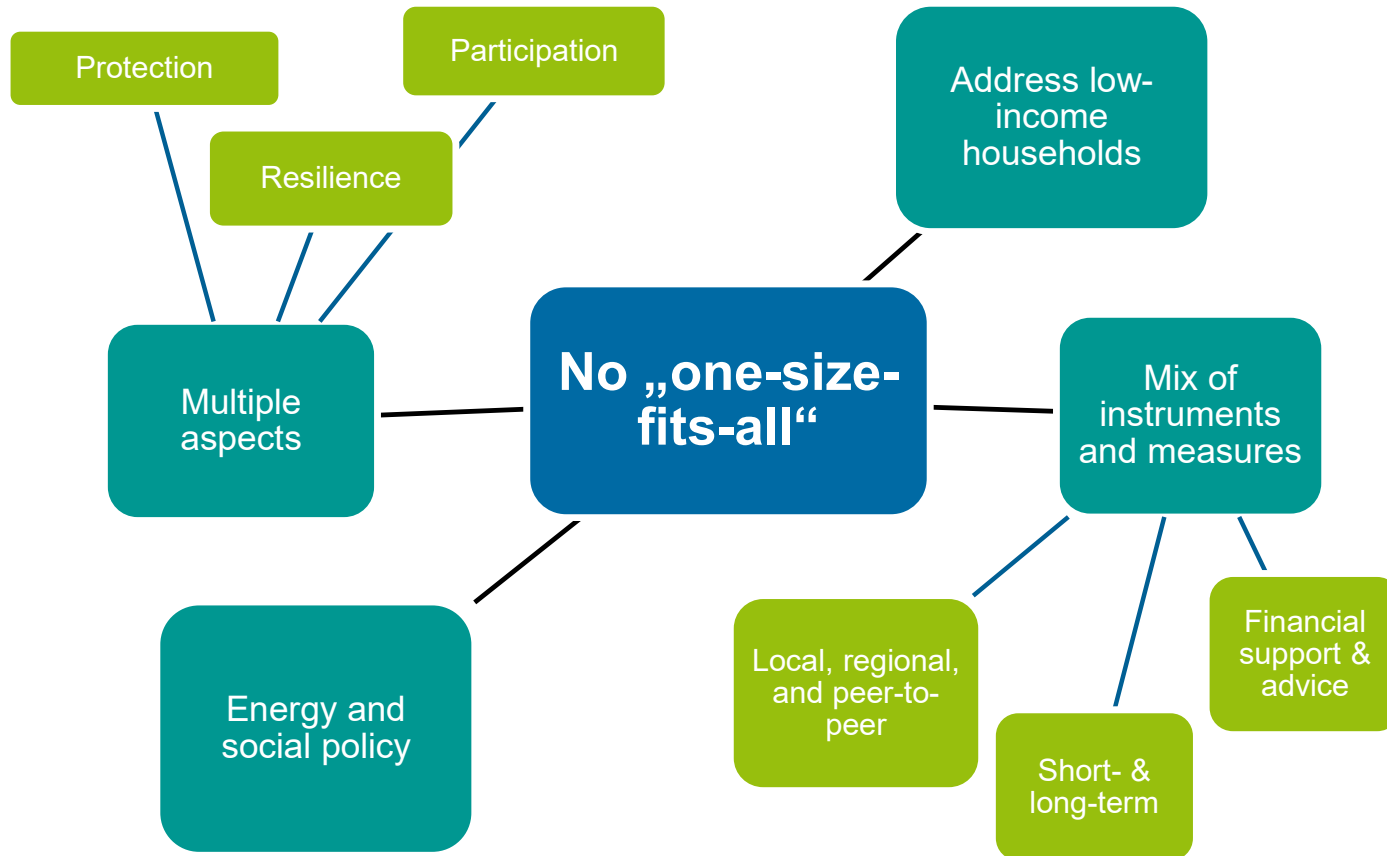 Protection
Participation
Resilience
Address low-
income
households
No „one-size-
fits-all“
Multiple
aspects
Mix of
instruments
and measures
Energy and
social policy
Local, regional,
and peer-to-
peer
Short- &
long-term
Financial
support &
advice